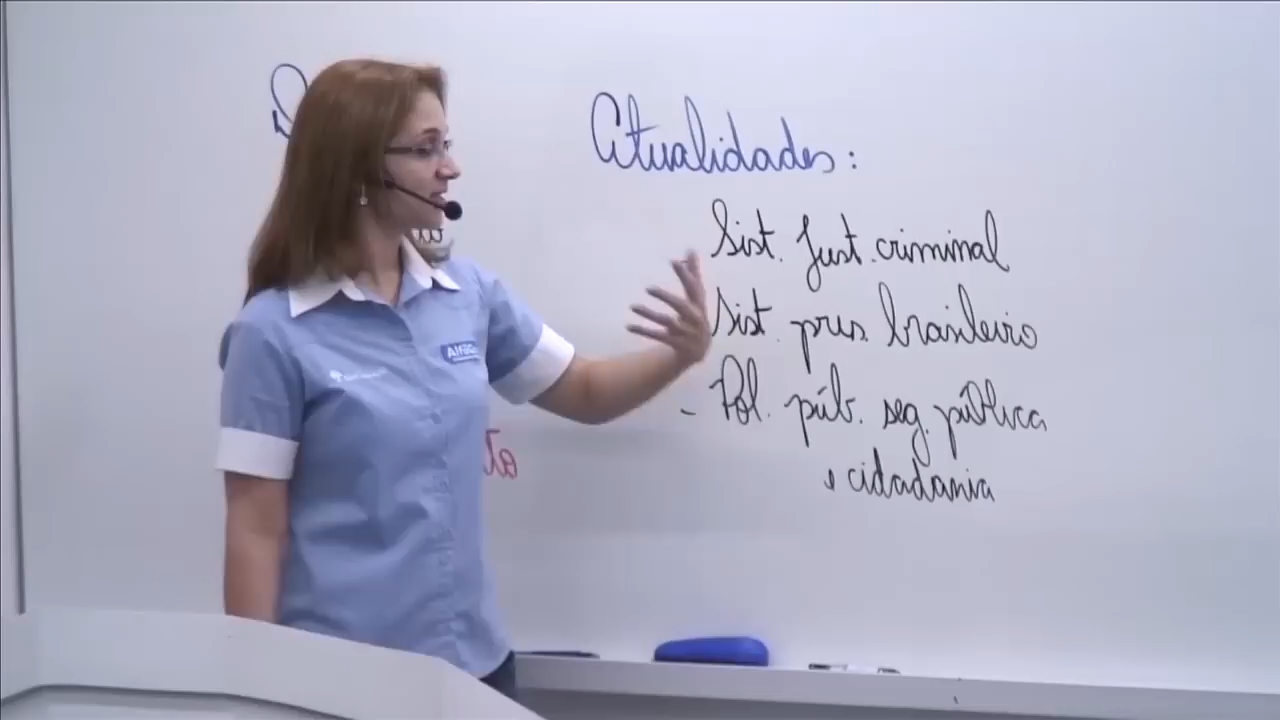 Atualidades:
Sist. Just. criminal
Sist. pris. brasileiro
- Pol. púb. seg. pública
e cidadania